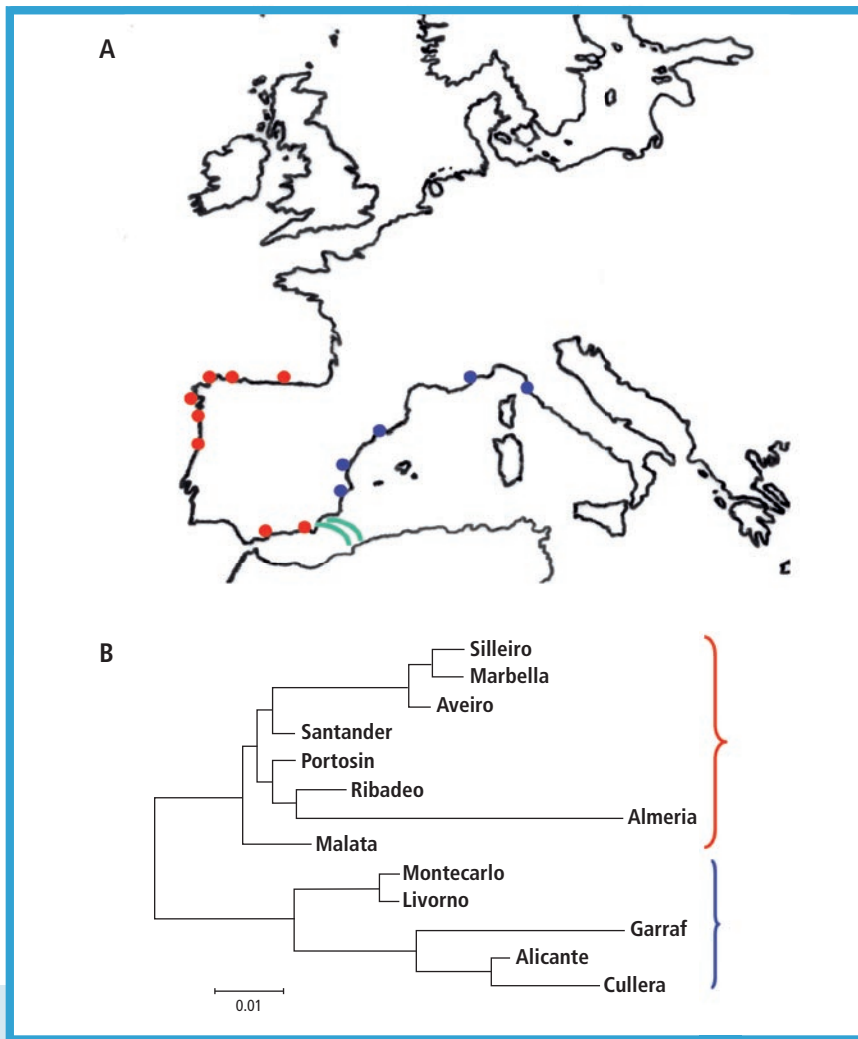 A
B
Silleiro
Marbella
Aveiro
Santander
Portosin
Ribadeo
Almeria
Malata
Montecarlo
Livorno
Garraf
Alicante
Cullera
0.01